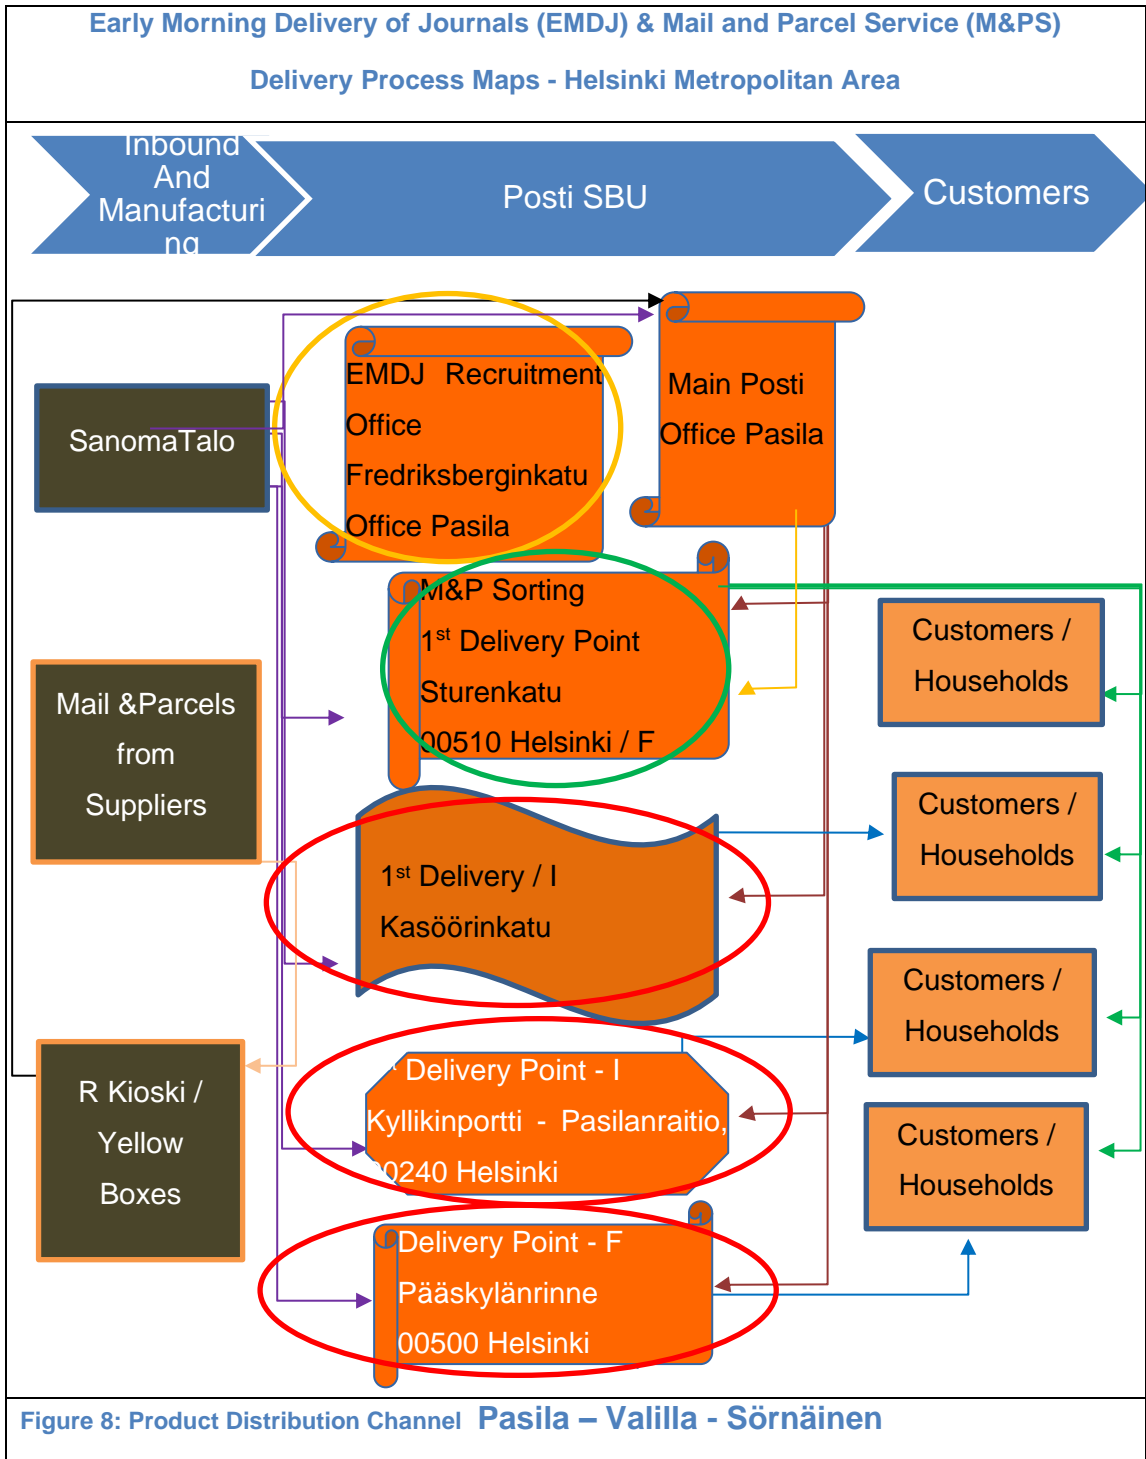 Early Morning Delivery of Journals (EMDJ) & Mail and Parcel Service (M&PS)
Delivery Process Maps - Helsinki Metropolitan Area
Inbound
And
Manufacturi
ng
Posti SBU
Customers
EMDJ Recruitment
Office
Fredriksberginkatu
Office Pasila
Main Posti
Office Pasila
SanomaTalo
M&P Sorting
1st Delivery Point
Sturenkatu
00510 Helsinki / F
Customers /
Households
Mail &Parcels
from
Suppliers
Customers /
Households
1st Delivery / I
Kasöörinkatu
Customers /
Households
R Kioski /
Yellow
Boxes
Delivery Point - I
Kyllikinportti - Pasilanraitio,
00240 Helsinki
Customers /
Households
Delivery Point - F
Pääskylänrinne
00500 Helsinki
Figure 8: Product Distribution Channel Pasila – Valilla - Sörnäinen